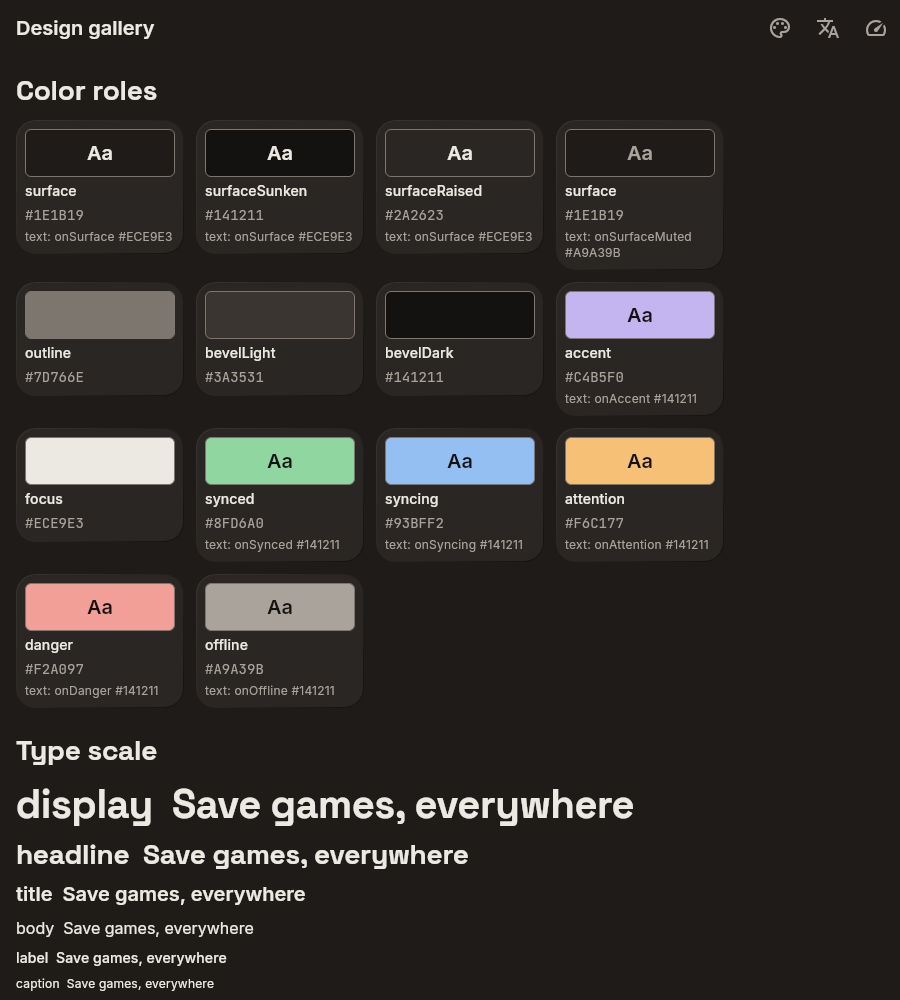 Design gallery
Color roles
Aa Aa Aa Aa
surface surfaceSunken surfaceRaised surface
#1E1B19 #141211 #2A2623 #1E1B19
text: onSurface #ECE9E3 text: onSurface #ECE9E3 text: onSurface #ECE9E3 text: onSurfaceMuted
#A9A39B
Aa
outline bevelLight bevelDark accent
#7D766E #3A3531 #141211 #C4B5F0
text: onAccent #141211
Aa Aa Aa
focus synced syncing attention
#ECE9E3 #8FD6A0 #93BFF2 #F6C177
text: onSynced #141211 text: onSyncing #141211 text: onAttention #141211
Aa Aa
danger offline
#F2A097 #A9A39B
text: onDanger #141211 text: onOffline #141211
Type scale
display Save games, everywhere
headline Save games, everywhere
title Save games, everywhere
body Save games, everywhere
label Save games, everywhere
caption Save games, everywhere